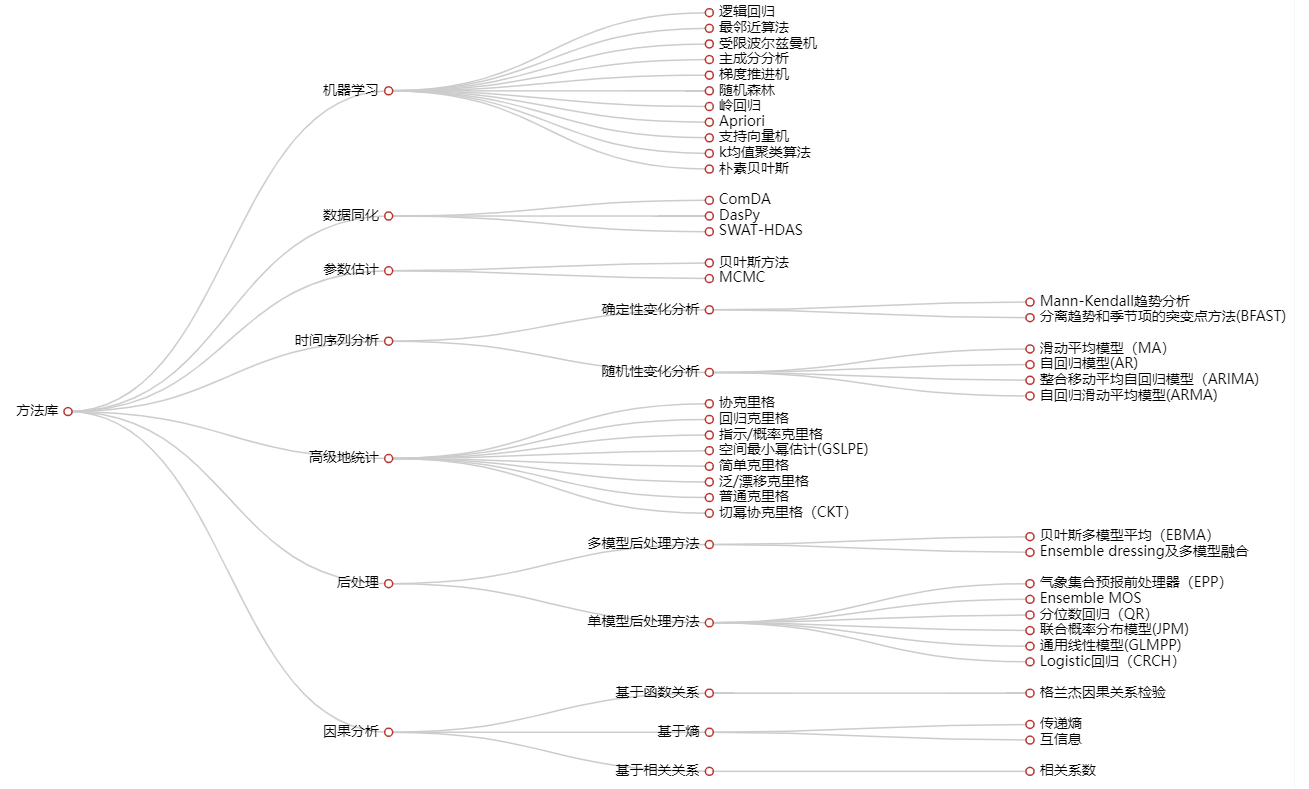 方法库
机器学习
逻辑回归
最邻近算法
受限波尔兹曼机
主成分分析
梯度推进机
随机森林
岭回归
Apriori
支持向量机
k均值聚类算法
朴素贝叶斯
数据同化
ComDA
DasPy
SWAT-HDAS
参数估计
贝叶斯方法
MCMC
时间序列分析
确定性变化分析
Mann-Kendall趋势分析
分离趋势和季节项的突变点方法(BFAST)
随机性变化分析
滑动平均模型（MA）
自回归模型(AR)
整合移动平均自回归模型（ARIMA)
自回归滑动平均模型(ARMA)
高级地统计
协克里格
回归克里格
指示/概率克里格
空间最小幂估计(GSLPE)
简单克里格
泛/漂移克里格
普通克里格
切幂协克里格（CKT）
后处理
多模型后处理方法
贝叶斯多模型平均（EBMA)
Ensemble dressing及多模型融合
单模型后处理方法
气象集合预报前处理器（EPP)
Ensemble MOS
分位数回归（QR)
联合概率分布模型(JPM)
通用线性模型(GLMPP)
Logistic回归（CRCH）
因果分析
基于函数关系
格兰杰因果关系检验
基于熵
传递熵
互信息
基于相关关系
相关系数